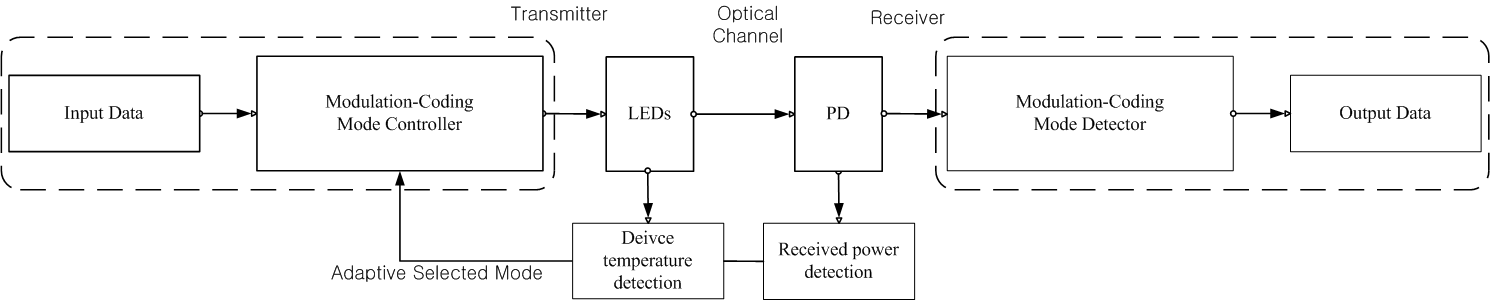 Transmitter
Optical
Channel
Receiver
Input Data
Modulation-Coding
Mode Controller
LEDs
PD
Modulation-Coding
Mode Detector
Output Data
Deivce
temperature
detection
Received power
detection
Adaptive Selected Mode